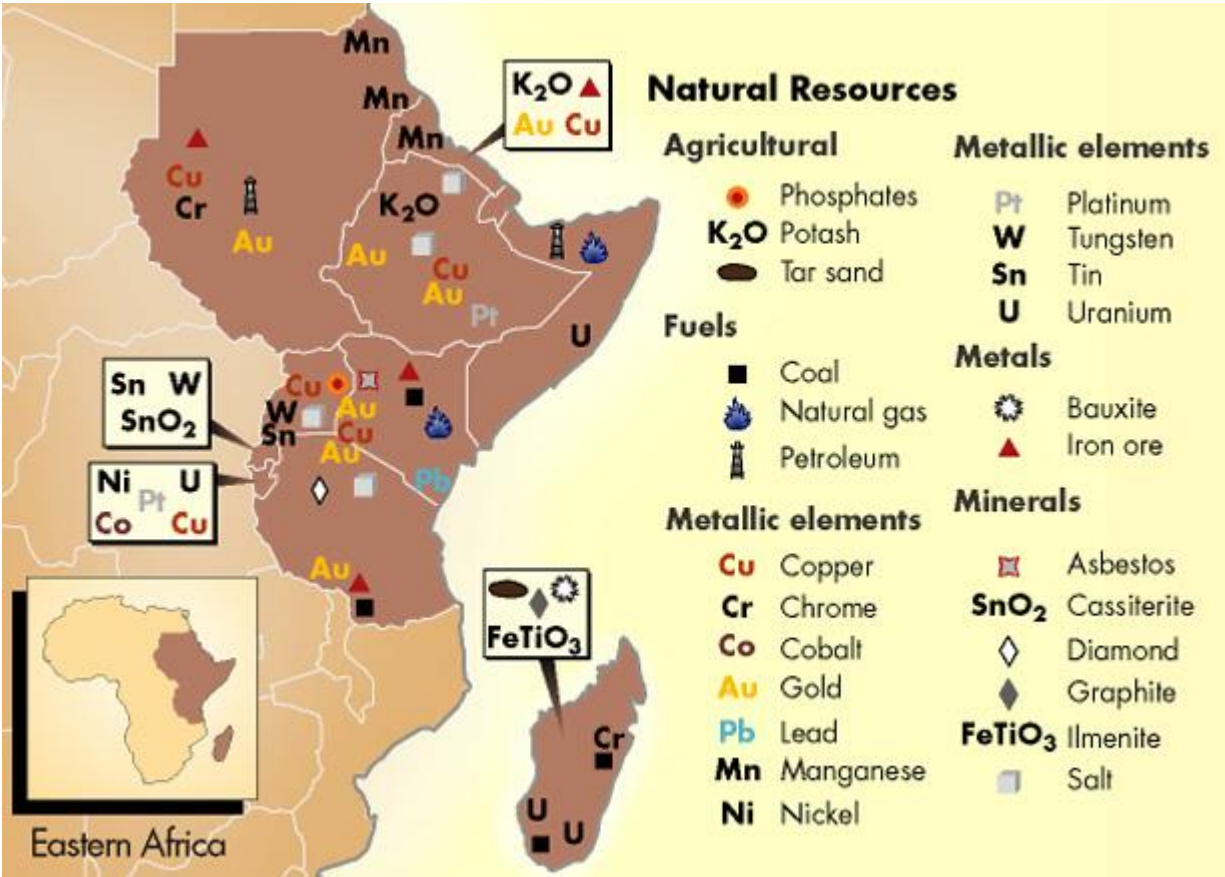 Mn
Mn
Mn
K₂O
Au Cu
Cu
Cr
Au
K₂O
Au
Cu
Au
Pt
U
Sn W
SnO₂
Cu
W
Sn
Au
Cu
Au
Ni U
Pt
Co Cu
Pb
Au
FeTiO₃
Cr
U
U
Eastern Africa
Natural Resources
Agricultural
Phosphates
K₂O Potash
Tar sand
Fuels
Coal
Natural gas
Petroleum
Metallic elements
Cu Copper
Cr Chrome
Co Cobalt
Au Gold
Pb Lead
Mn Manganese
Ni Nickel
Metallic elements
Pt Platinum
W Tungsten
Sn Tin
U Uranium
Metals
Bauxite
Iron ore
Minerals
Asbestos
SnO₂ Cassiterite
Diamond
Graphite
FeTiO₃ Ilmenite
Salt